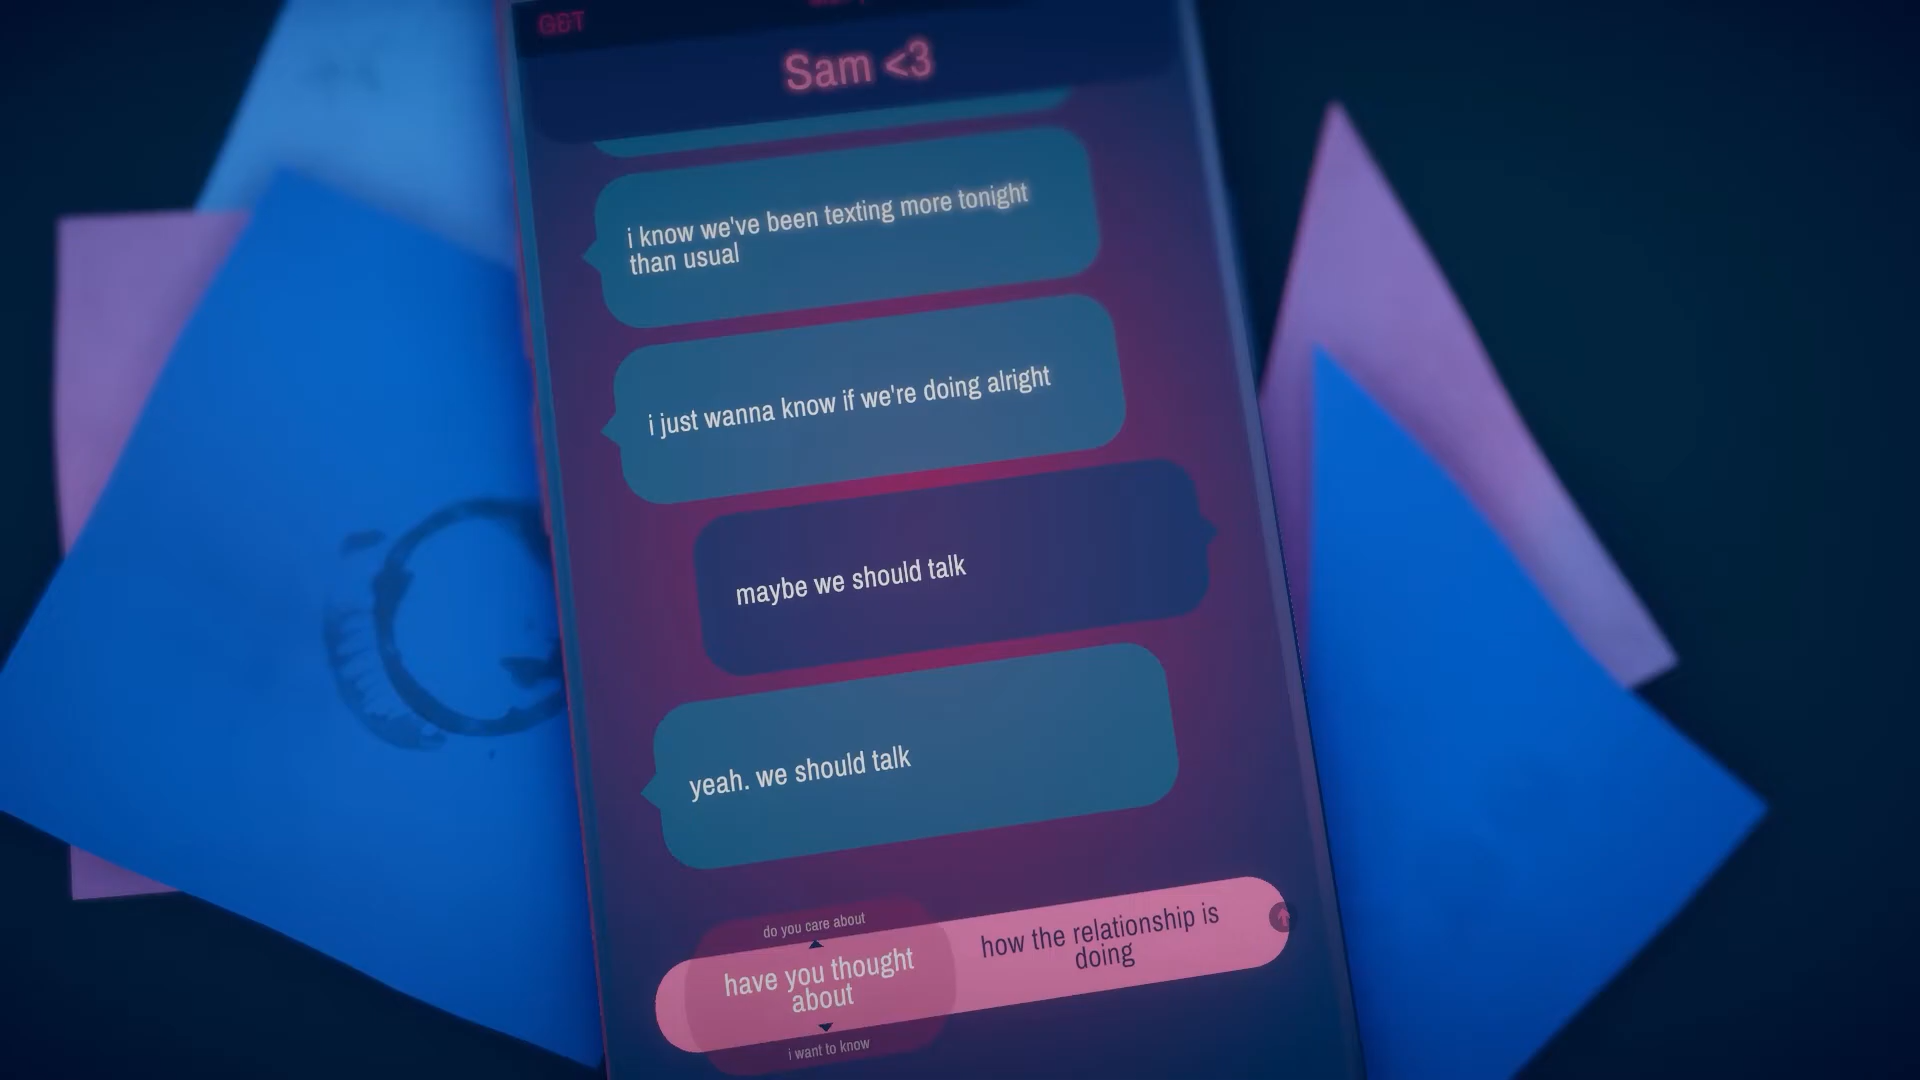 GET
Sam <3
i know we've been texting more tonight
than usual
i just wanna know if we're doing alright
maybe we should talk
yeah. we should talk
do you care about
have you thought
about
i want to know
how the relationship is
doing